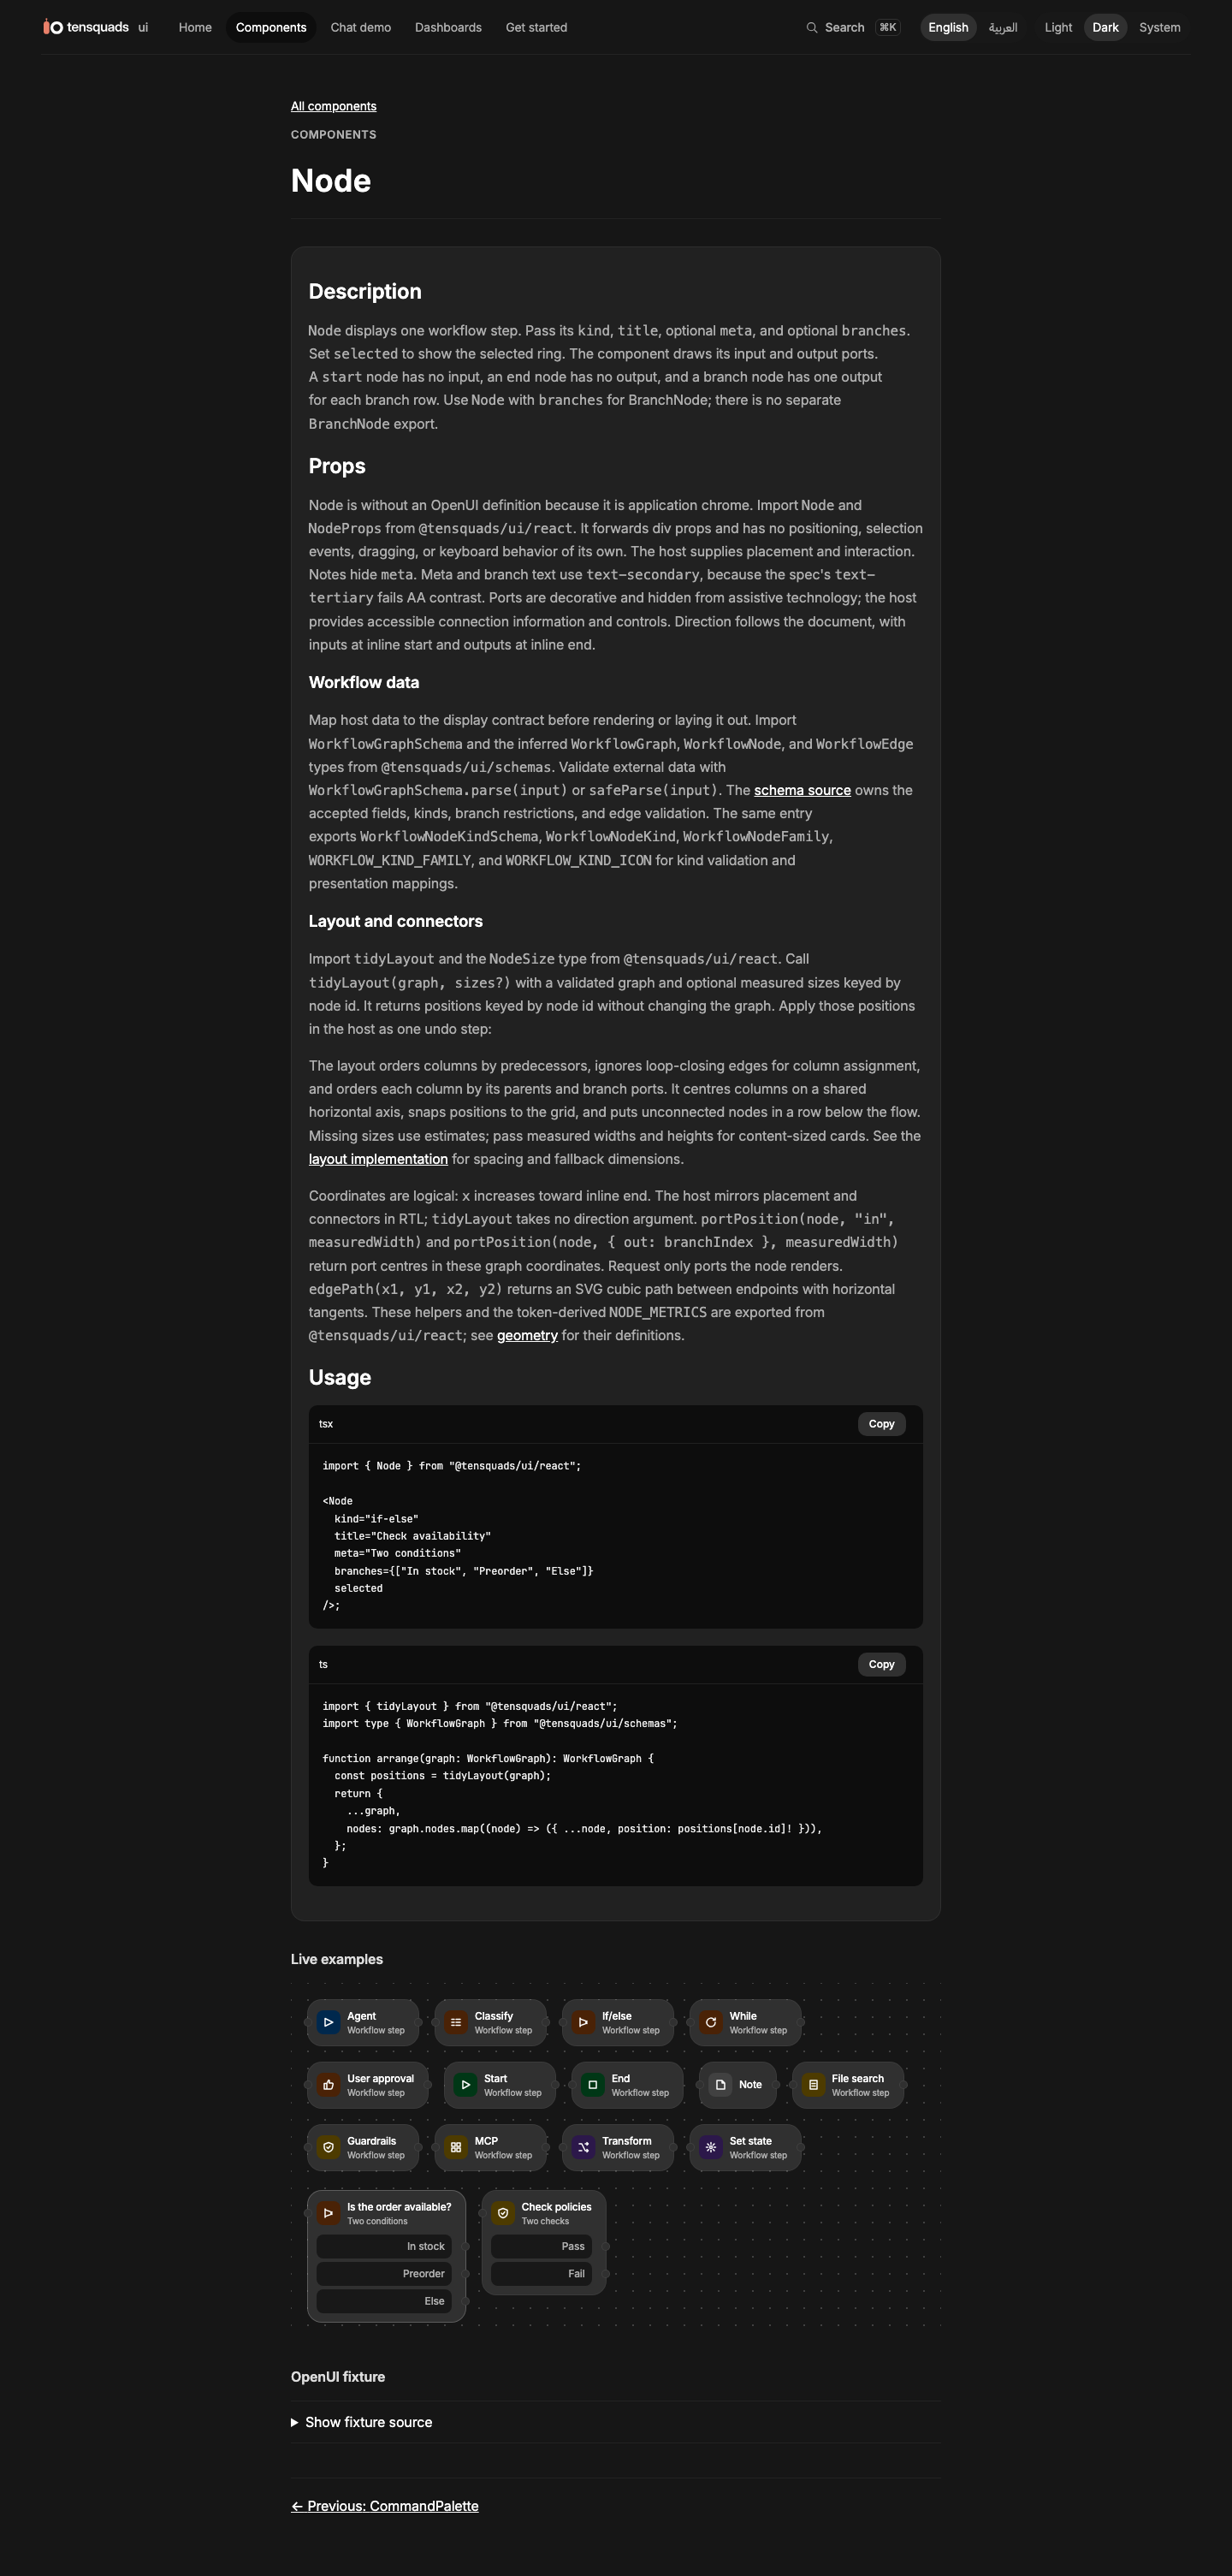 tensquads ui Home Components Chat demo Dashboards Get started Search ⌘K English العربية Light Dark System
All components
COMPONENTS
Node
Description
Node displays one workflow step. Pass its kind, title, optional meta, and optional branches.
Set selected to show the selected ring. The component draws its input and output ports.
A start node has no input, an end node has no output, and a branch node has one output
for each branch row. Use Node with branches for BranchNode; there is no separate
BranchNode export.
Props
Node is without an OpenUI definition because it is application chrome. Import Node and
NodeProps from @tensquads/ui/react. It forwards div props and has no positioning, selection
events, dragging, or keyboard behavior of its own. The host supplies placement and interaction.
Notes hide meta. Meta and branch text use text-secondary, because the spec's text-
tertiary fails AA contrast. Ports are decorative and hidden from assistive technology; the host
provides accessible connection information and controls. Direction follows the document, with
inputs at inline start and outputs at inline end.
Workflow data
Map host data to the display contract before rendering or laying it out. Import
WorkflowGraphSchema and the inferred WorkflowGraph, WorkflowNode, and WorkflowEdge
types from @tensquads/ui/schemas. Validate external data with
WorkflowGraphSchema.parse(input) or safeParse(input). The schema source owns the
accepted fields, kinds, branch restrictions, and edge validation. The same entry
exports WorkflowNodeKindSchema, WorkflowNodeKind, WorkflowNodeFamily,
WORKFLOW_KIND_FAMILY, and WORKFLOW_KIND_ICON for kind validation and
presentation mappings.
Layout and connectors
Import tidyLayout and the NodeSize type from @tensquads/ui/react. Call
tidyLayout(graph, sizes?) with a validated graph and optional measured sizes keyed by
node id. It returns positions keyed by node id without changing the graph. Apply those positions
in the host as one undo step:
The layout orders columns by predecessors, ignores loop-closing edges for column assignment,
and orders each column by its parents and branch ports. It centres columns on a shared
horizontal axis, snaps positions to the grid, and puts unconnected nodes in a row below the flow.
Missing sizes use estimates; pass measured widths and heights for content-sized cards. See the
layout implementation for spacing and fallback dimensions.
Coordinates are logical: x increases toward inline end. The host mirrors placement and
connectors in RTL; tidyLayout takes no direction argument. portPosition(node, "in",
measuredWidth) and portPosition(node, { out: branchIndex }, measuredWidth)
return port centres in these graph coordinates. Request only ports the node renders.
edgePath(x1, y1, x2, y2) returns an SVG cubic path between endpoints with horizontal
tangents. These helpers and the token-derived NODE_METRICS are exported from
@tensquads/ui/react; see geometry for their definitions.
Usage
tsx Copy
import { Node } from "@tensquads/ui/react";
<Node
kind="if-else"
title="Check availability"
meta="Two conditions"
branches={["In stock", "Preorder", "Else"]}
selected
/>;
ts Copy
import { tidyLayout } from "@tensquads/ui/react";
import type { WorkflowGraph } from "@tensquads/ui/schemas";
function arrange(graph: WorkflowGraph): WorkflowGraph {
const positions = tidyLayout(graph);
return {
...graph,
nodes: graph.nodes.map((node) => ({ ...node, position: positions[node.id]! })),
};
}
Live examples
Agent Classify If/else While
Workflow step Workflow step Workflow step Workflow step
User approval Start End Note File search
Workflow step Workflow step Workflow step Workflow step
Guardrails MCP Transform Set state
Workflow step Workflow step Workflow step Workflow step
Is the order available? Check policies
Two conditions Two checks
In stock Pass
Preorder Fail
Else
OpenUI fixture
▶ Show fixture source
← Previous: CommandPalette